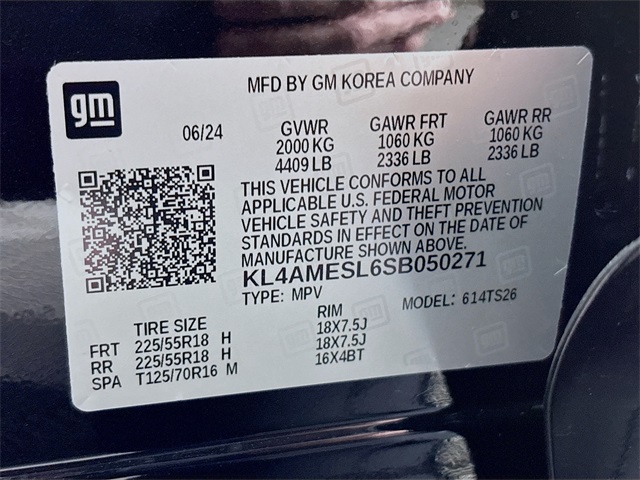 gm
MFD BY GM KOREA COMPANY
06/24 GVWR GAWR FRT GAWR RR
2000 KG 1060 KG 1060 KG
4409 LB 2336 LB 2336 LB
THIS VEHICLE CONFORMS TO ALL
APPLICABLE U.S. FEDERAL MOTOR
VEHICLE SAFETY AND THEFT PREVENTION
STANDARDS IN EFFECT ON THE DATE OF
MANUFACTURE SHOWN ABOVE.
KL4AMESL6SB050271
TYPE: MPV MODEL: 614TS26
TIRE SIZE RIM
FRT 225/55R18 H 18X7.5J
RR 225/55R18 H 18X7.5J
SPA T125/70R16 M 16X4BT